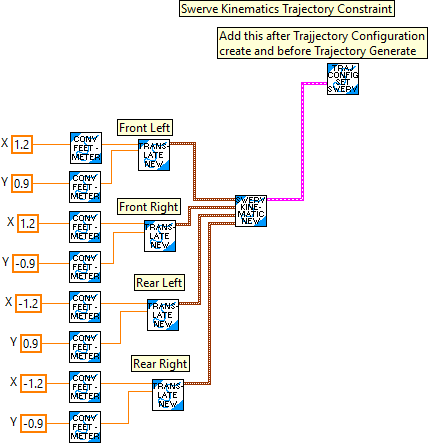 Swerve Kinematics Trajectory Constraint
Add this after Trajjectory Configuration
create and before Trajectory Generate
TRAJ
CONFIG
SET
SWERV
Front Left
X 1.2
CONV
FEET -
METER
TRANS-
LATE
NEW
Y 0.9
CONV
FEET -
METER
Front Right
X 1.2
CONV
FEET -
METER
TRANS-
LATE
NEW
SWERV
KINE-
MATIC
NEW
Y -0.9
CONV
FEET -
METER
Rear Left
X -1.2
CONV
FEET -
METER
TRANS-
LATE
NEW
Y 0.9
CONV
FEET -
METER
Rear Right
X -1.2
CONV
FEET -
METER
TRANS-
LATE
NEW
Y -0.9
CONV
FEET -
METER